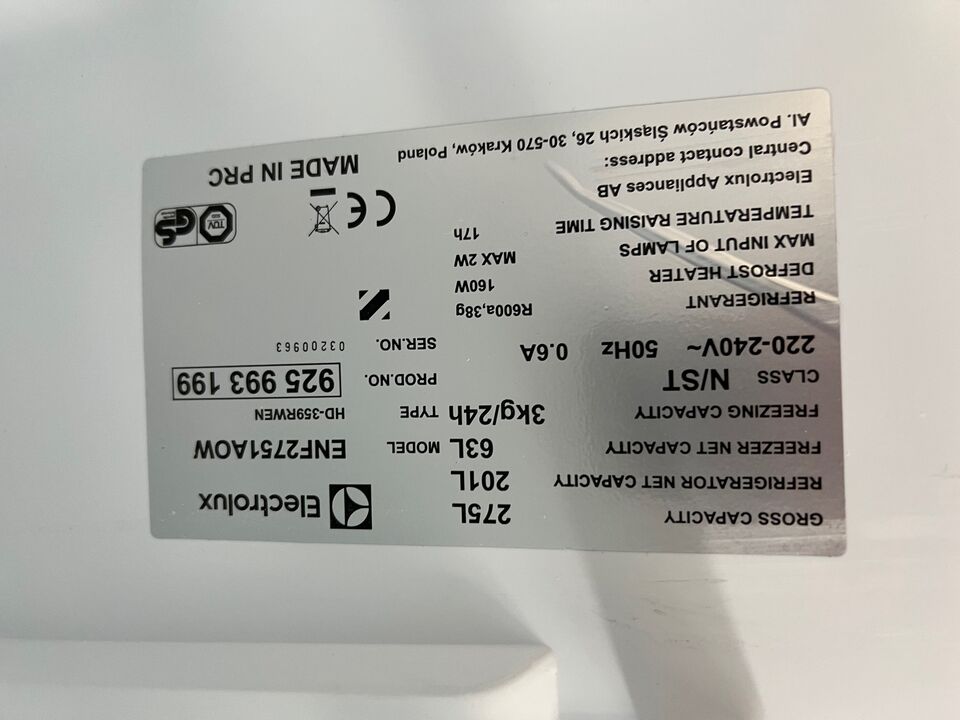 GROSS CAPACITY 275L
Electrolux
REFRIGERATOR NET CAPACITY 201L
FREEZER NET CAPACITY 63L
MODEL ENF2751AOW
FREEZING CAPACITY 3kg/24h
TYPE HD-359RWEN
CLASS N/ST
PROD.NO. 925 993 199
220-240V~ 50Hz 0.6A
SER.NO. 03200963
REFRIGERANT R600a,38g
DEFROST HEATER 160W
MAX INPUT OF LAMPS MAX 2W
TEMPERATURE RAISING TIME 17h
CE
TÜV
GS
Electrolux Appliances AB
Central contact address:
Al. Powstańców Śląskich 26, 30-570 Kraków, Poland
MADE IN PRC